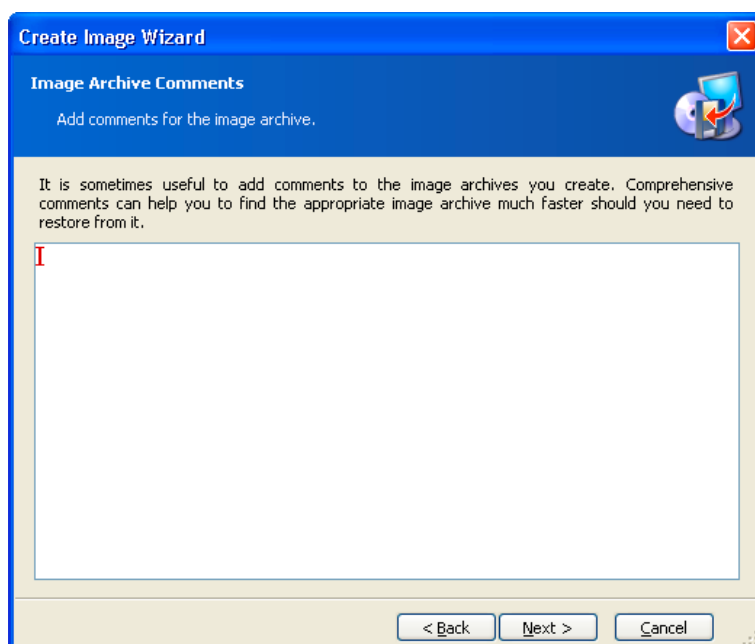 Create Image Wizard
Image Archive Comments
Add comments for the image archive.
It is sometimes useful to add comments to the image archives you create. Comprehensive
comments can help you to find the appropriate image archive much faster should you need to
restore from it.
< Back Next > Cancel